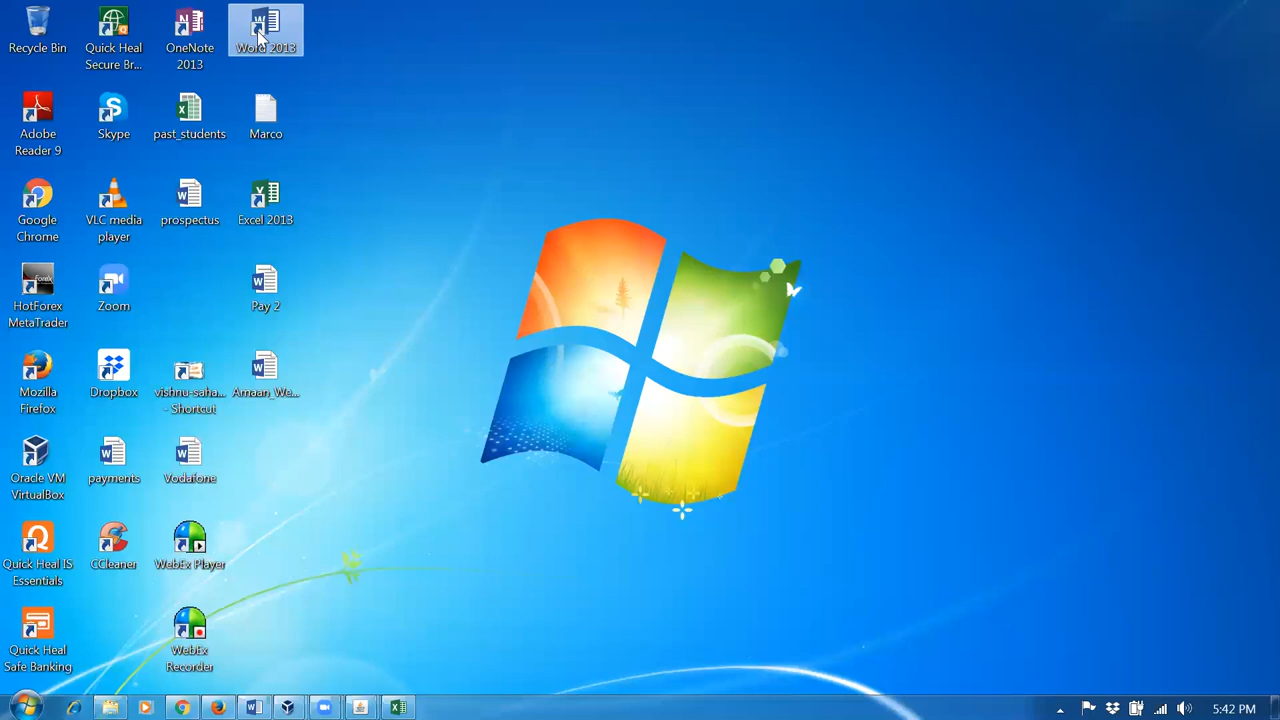 Recycle Bin
Quick Heal
Secure Br...
OneNote
2013
Word 2013
Adobe
Reader 9
Skype
past_students
Marco
Google
Chrome
VLC media
player
prospectus
Excel 2013
HotForex
MetaTrader
Zoom
Pay 2
Mozilla
Firefox
Dropbox
vishnu-saha...
- Shortcut
Amaan_We...
Oracle VM
VirtualBox
payments
Vodafone
Quick Heal IS
Essentials
CCleaner
WebEx Player
Quick Heal
Safe Banking
WebEx
Recorder
5:42 PM